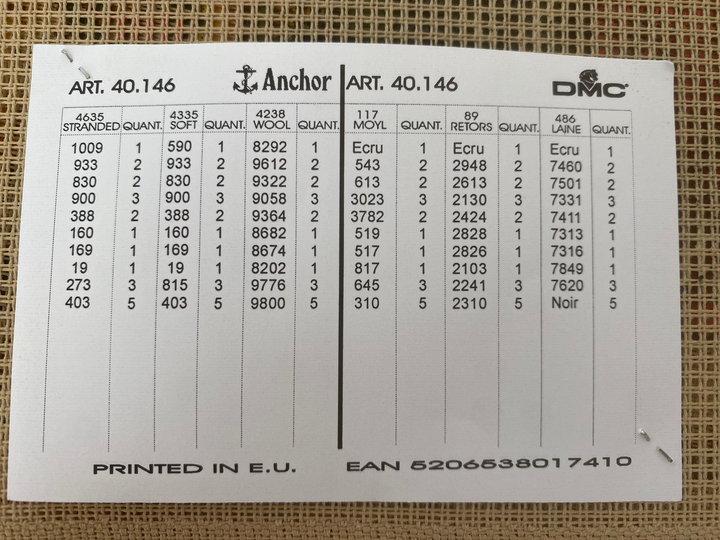 ART. 40.146 Anchor ART. 40.146 DMC
4635 4335 4238 117 89 486
STRANDED QUANT. SOFT QUANT. WOOL QUANT. MOYL QUANT. RETORS QUANT. LAINE QUANT.
1009 1 590 1 8292 1 Ecru 1 Ecru 1 Ecru 1
933 2 933 2 9612 2 543 2 2948 2 7460 2
830 2 830 2 9322 2 613 2 2613 2 7501 2
900 3 900 3 9058 3 3023 3 2130 3 7331 3
388 2 388 2 9364 2 3782 2 2424 2 7411 2
160 1 160 1 8682 1 519 1 2828 1 7313 1
169 1 169 1 8674 1 517 1 2826 1 7316 1
19 1 19 1 8202 1 817 1 2103 1 7849 1
273 3 815 3 9776 3 645 3 2241 3 7620 3
403 5 403 5 9800 5 310 5 2310 5 Noir 5
PRINTED IN E.U. EAN 5206538017410